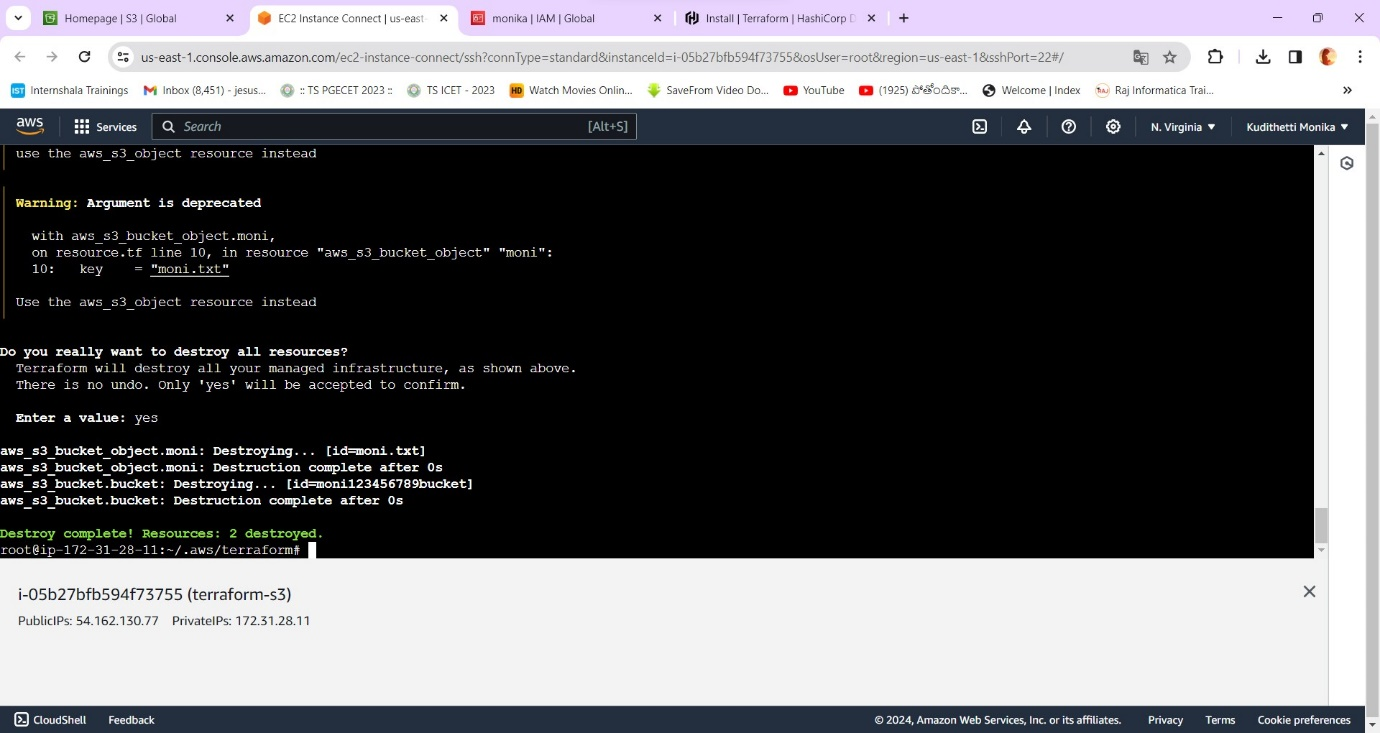 Homepage | S3 | Global
EC2 Instance Connect | us-east-
monika | IAM | Global
Install | Terraform | HashiCorp D
us-east-1.console.aws.amazon.com/ec2-instance-connect/ssh?connType=standard&instanceId=i-05b27bfb594f73755&osUser=root&region=us-east-1&sshPort=22#/
Internshala Trainings
Inbox (8,451) - jesus...
:: TS PGECET 2023 ::
TS ICET - 2023
Watch Movies Onlin...
SaveFrom Video Do...
YouTube
Welcome | Index
Raj Informatica Trai...
aws
Services
Search
[Alt+S]
N. Virginia
Kudithetti Monika
use the aws_s3_object resource instead
Warning: Argument is deprecated
with aws_s3_bucket_object.moni,
on resource.tf line 10, in resource "aws_s3_bucket_object" "moni":
10: key = "moni.txt"
Use the aws_s3_object resource instead
Do you really want to destroy all resources?
Terraform will destroy all your managed infrastructure, as shown above.
There is no undo. Only 'yes' will be accepted to confirm.
Enter a value: yes
aws_s3_bucket_object.moni: Destroying... [id=moni.txt]
aws_s3_bucket_object.moni: Destruction complete after 0s
aws_s3_bucket.bucket: Destroying... [id=moni123456789bucket]
aws_s3_bucket.bucket: Destruction complete after 0s
Destroy complete! Resources: 2 destroyed.
root@ip-172-31-28-11:~/.aws/terraform#
i-05b27bfb594f73755 (terraform-s3)
PublicIPs: 54.162.130.77 PrivateIPs: 172.31.28.11
CloudShell
Feedback
© 2024, Amazon Web Services, Inc. or its affiliates.
Privacy
Terms
Cookie preferences